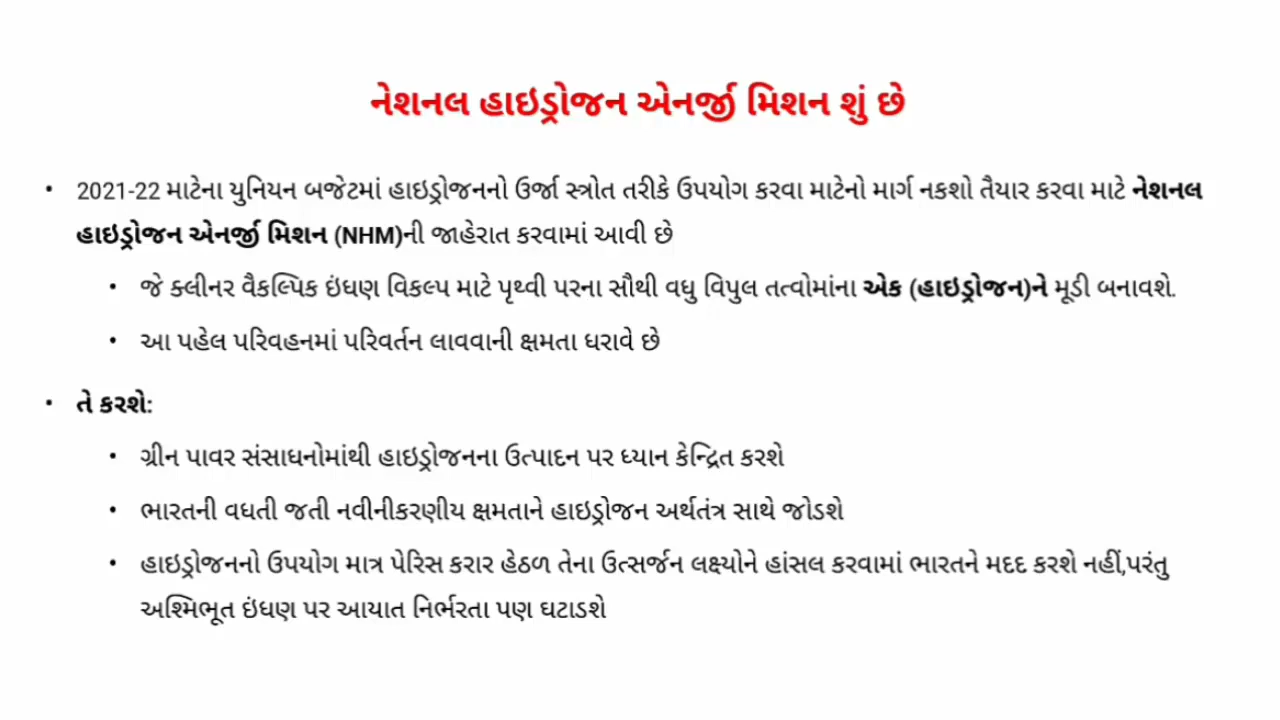 નેશનલ હાઇડ્રોજન એનર્જી મિશન શું છે
• 2021-22 માટેના યુનિયન બજેટમાં હાઇડ્રોજનનો ઉર્જા સ્ત્રોત તરીકે ઉપયોગ કરવા માટેનો માર્ગ નકશો તૈયાર કરવા માટે નેશનલ
હાઇડ્રોજન એનર્જી મિશન (NHM)ની જાહેરાત કરવામાં આવી છે
• જે ક્લીનર વૈકલ્પિક ઇંધણ વિકલ્પ માટે પૃથ્વી પરના સૌથી વધુ વિપુલ તત્વોમાંના એક (હાઇડ્રોજન)ને મૂડી બનાવશે.
• આ પહેલ પરિવહનમાં પરિવર્તન લાવવાની ક્ષમતા ધરાવે છે
• તે કરશે:
• ગ્રીન પાવર સંસાધનોમાંથી હાઇડ્રોજનના ઉત્પાદન પર ધ્યાન કેન્દ્રિત કરશે
• ભારતની વધતી જતી નવીનીકરણીય ક્ષમતાને હાઇડ્રોજન અર્થતંત્ર સાથે જોડશે
• હાઇડ્રોજનનો ઉપયોગ માત્ર પેરિસ કરાર હેઠળ તેના ઉત્સર્જન લક્ષ્યોને હાંસલ કરવામાં ભારતને મદદ કરશે નહીં,પરંતુ
અશ્મિભૂત ઇંધણ પર આયાત નિર્ભરતા પણ ઘટાડશે